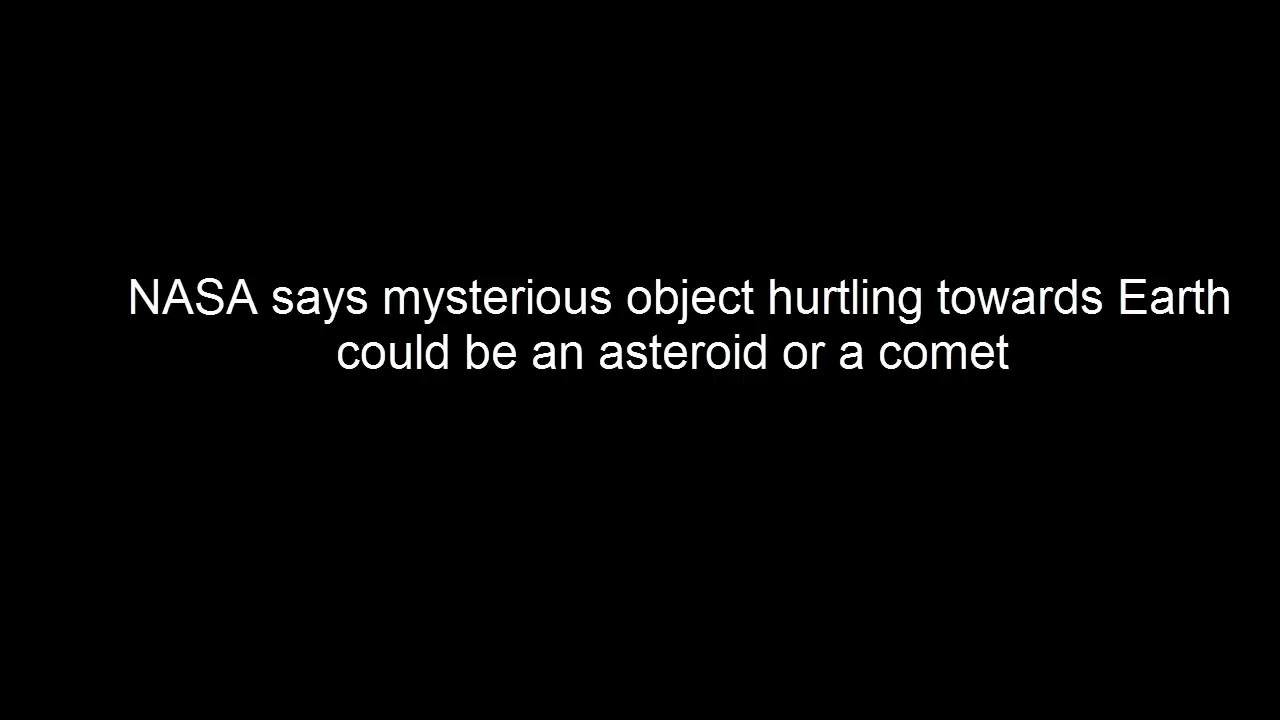 NASA says mysterious object hurtling towards Earth
could be an asteroid or a comet